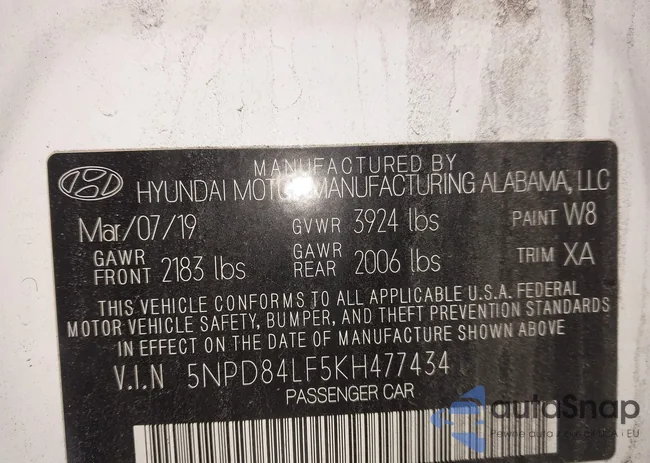 MANUFACTURED BY
HYUNDAI MOTOR MANUFACTURING ALABAMA, LLC
Mar/07/19 GVWR 3924 lbs PAINT W8
GAWR FRONT 2183 lbs GAWR REAR 2006 lbs TRIM XA
THIS VEHICLE CONFORMS TO ALL APPLICABLE U.S.A. FEDERAL
MOTOR VEHICLE SAFETY, BUMPER, AND THEFT PREVENTION STANDARDS
IN EFFECT ON THE DATE OF MANUFACTURE SHOWN ABOVE
V.I.N 5NPD84LF5KH477434
PASSENGER CAR
autoSnap
Pewne auto z